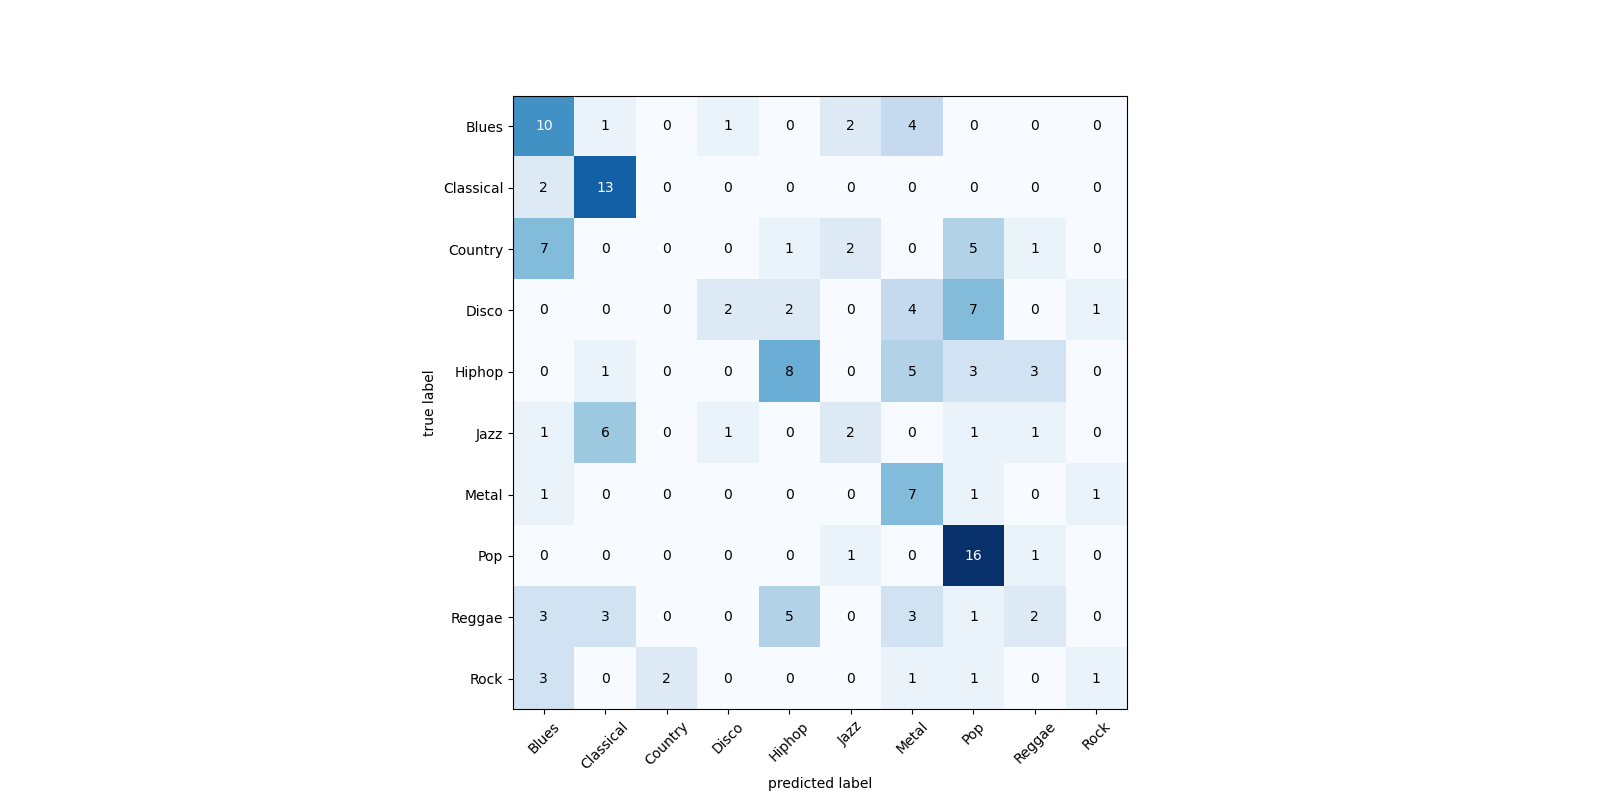 Blues 10 1 0 1 0 2 4 0 0 0
Classical 2 13 0 0 0 0 0 0 0 0
Country 7 0 0 0 1 2 0 5 1 0
Disco 0 0 0 2 2 0 4 7 0 1
Hiphop 0 1 0 0 8 0 5 3 3 0
Jazz 1 6 0 1 0 2 0 1 1 0
Metal 1 0 0 0 0 0 7 1 0 1
Pop 0 0 0 0 0 1 0 16 1 0
Reggae 3 3 0 0 5 0 3 1 2 0
Rock 3 0 2 0 0 0 1 1 0 1
true label
Blues Classical Country Disco Hiphop Jazz Metal Pop Reggae Rock
predicted label